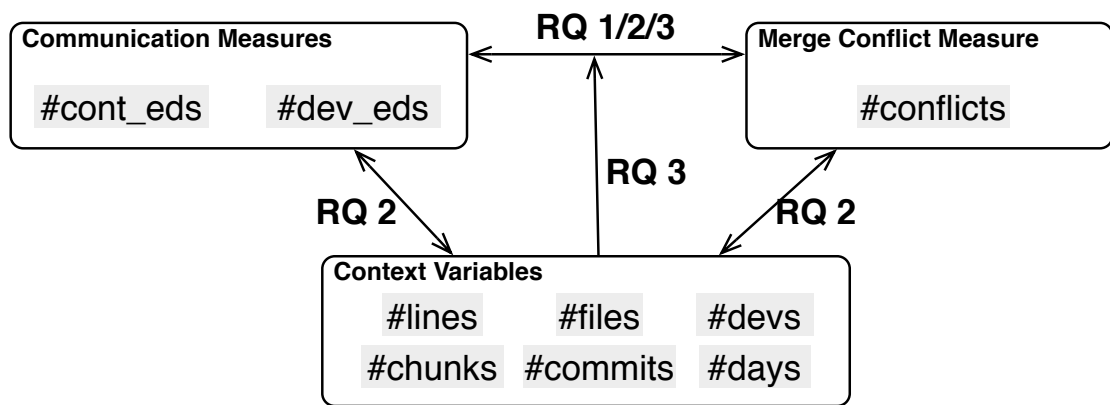 RQ 1/2/3
Communication Measures
Merge Conflict Measure
#cont_eds #dev_eds
#conflicts
RQ 3
RQ 2
RQ 2
Context Variables
#lines #files #devs
#chunks #commits #days